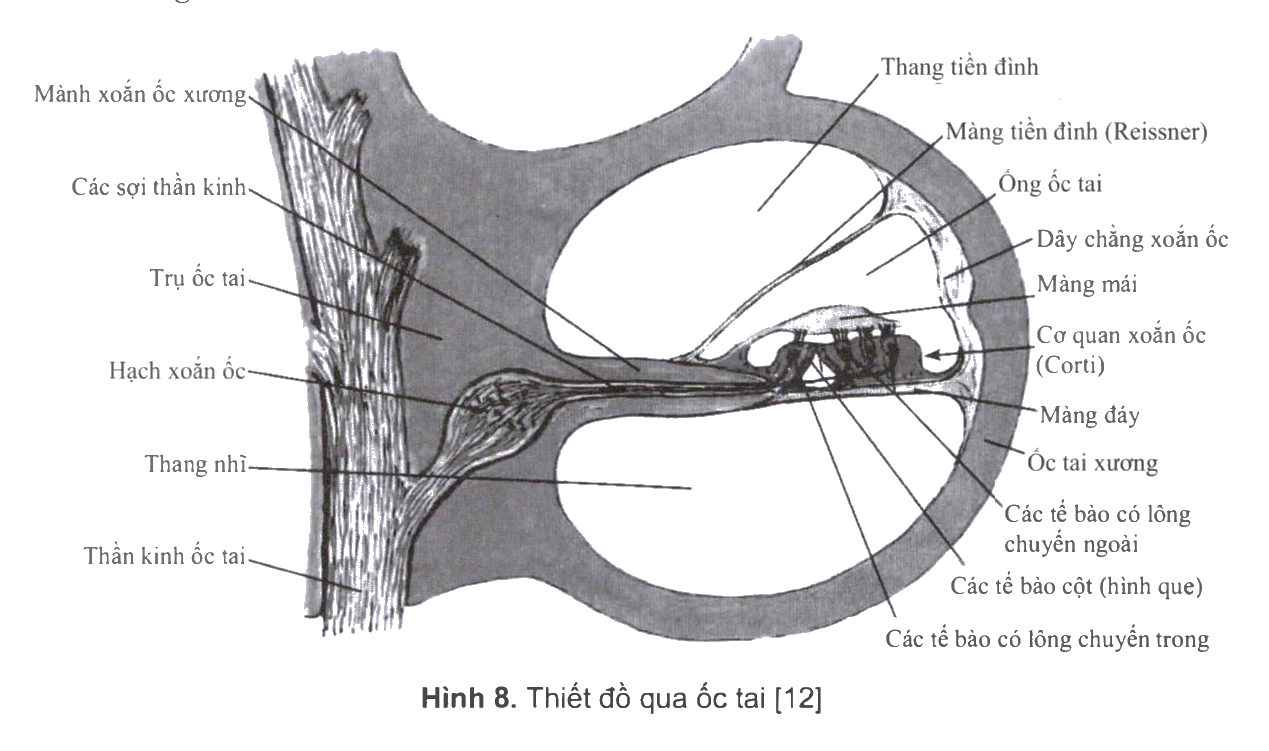 Mành xoắn ốc xương
Các sợi thần kinh
Trụ ốc tai
Hạch xoắn ốc
Thang nhĩ
Thần kinh ốc tai
Thang tiền đình
Màng tiền đình (Reissner)
Ống ốc tai
Dây chằng xoắn ốc
Màng mái
Cơ quan xoắn ốc
(Corti)
Màng đáy
Ốc tai xương
Các tế bào có lông
chuyển ngoài
Các tế bào cột (hình que)
Các tế bào có lông chuyển trong
Hình 8. Thiết đồ qua ốc tai [12]